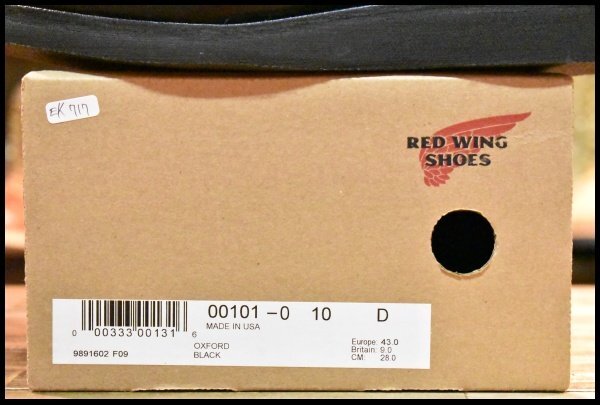 EK 717
RED WING
SHOES
00101-0 10 D
MADE IN USA
0 00333 00131 6
OXFORD
BLACK
9891602 F09
Europe: 43.0
Britain: 9.0
CM: 28.0